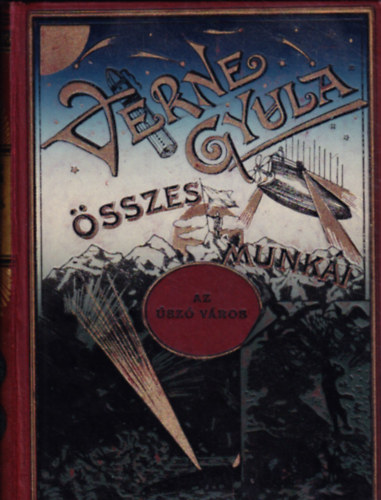 VERNE
GYULA
ÖSSZES
MUNKÁI
AZ
ÚSZÓ VÁROS